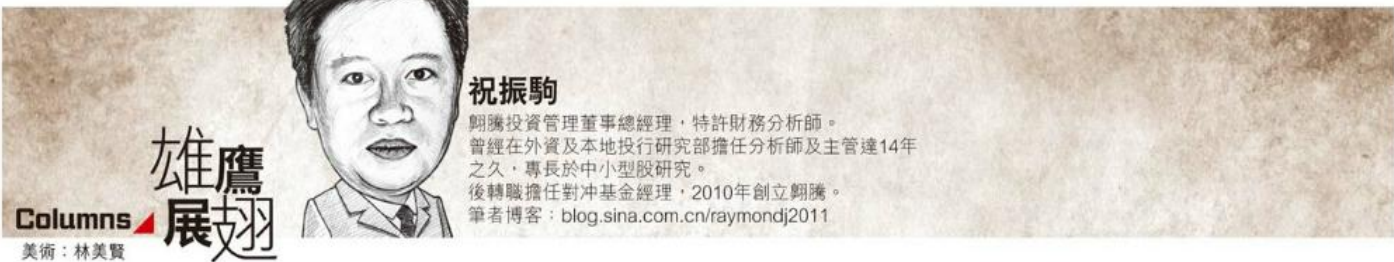 祝振駒
翺騰投資管理董事總經理，特許財務分析師。
曾經在外資及本地投行研究部擔任分析師及主管達14年
之久，專長於中小型股研究。
後轉職擔任對冲基金經理，2010年創立翺騰。
筆者博客：blog.sina.com.cn/raymondj2011
雄鷹
展翅
Columns
美術：林美賢